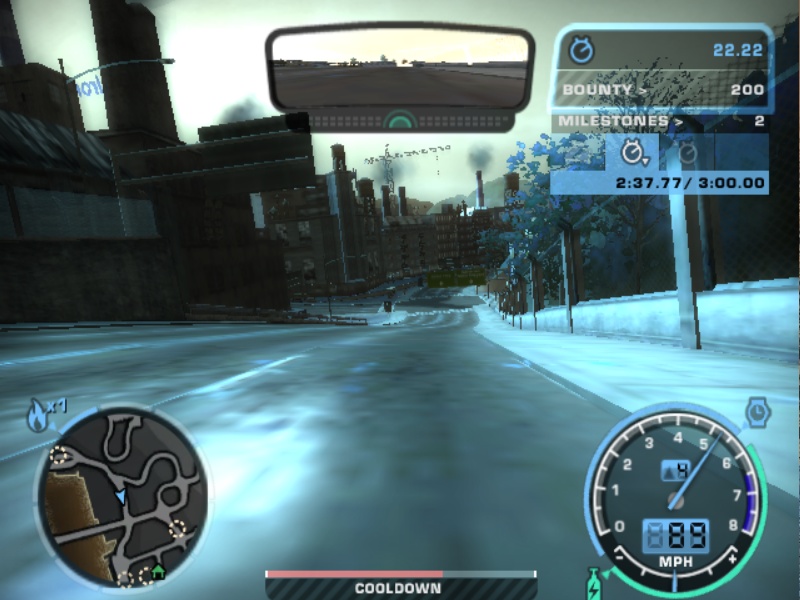 22.22
BOUNTY > 200
MILESTONES > 2
2:37.77/ 3:00.00
x1
0 1 2 3 4 5 6 7 8
4
89
MPH
- +
COOLDOWN